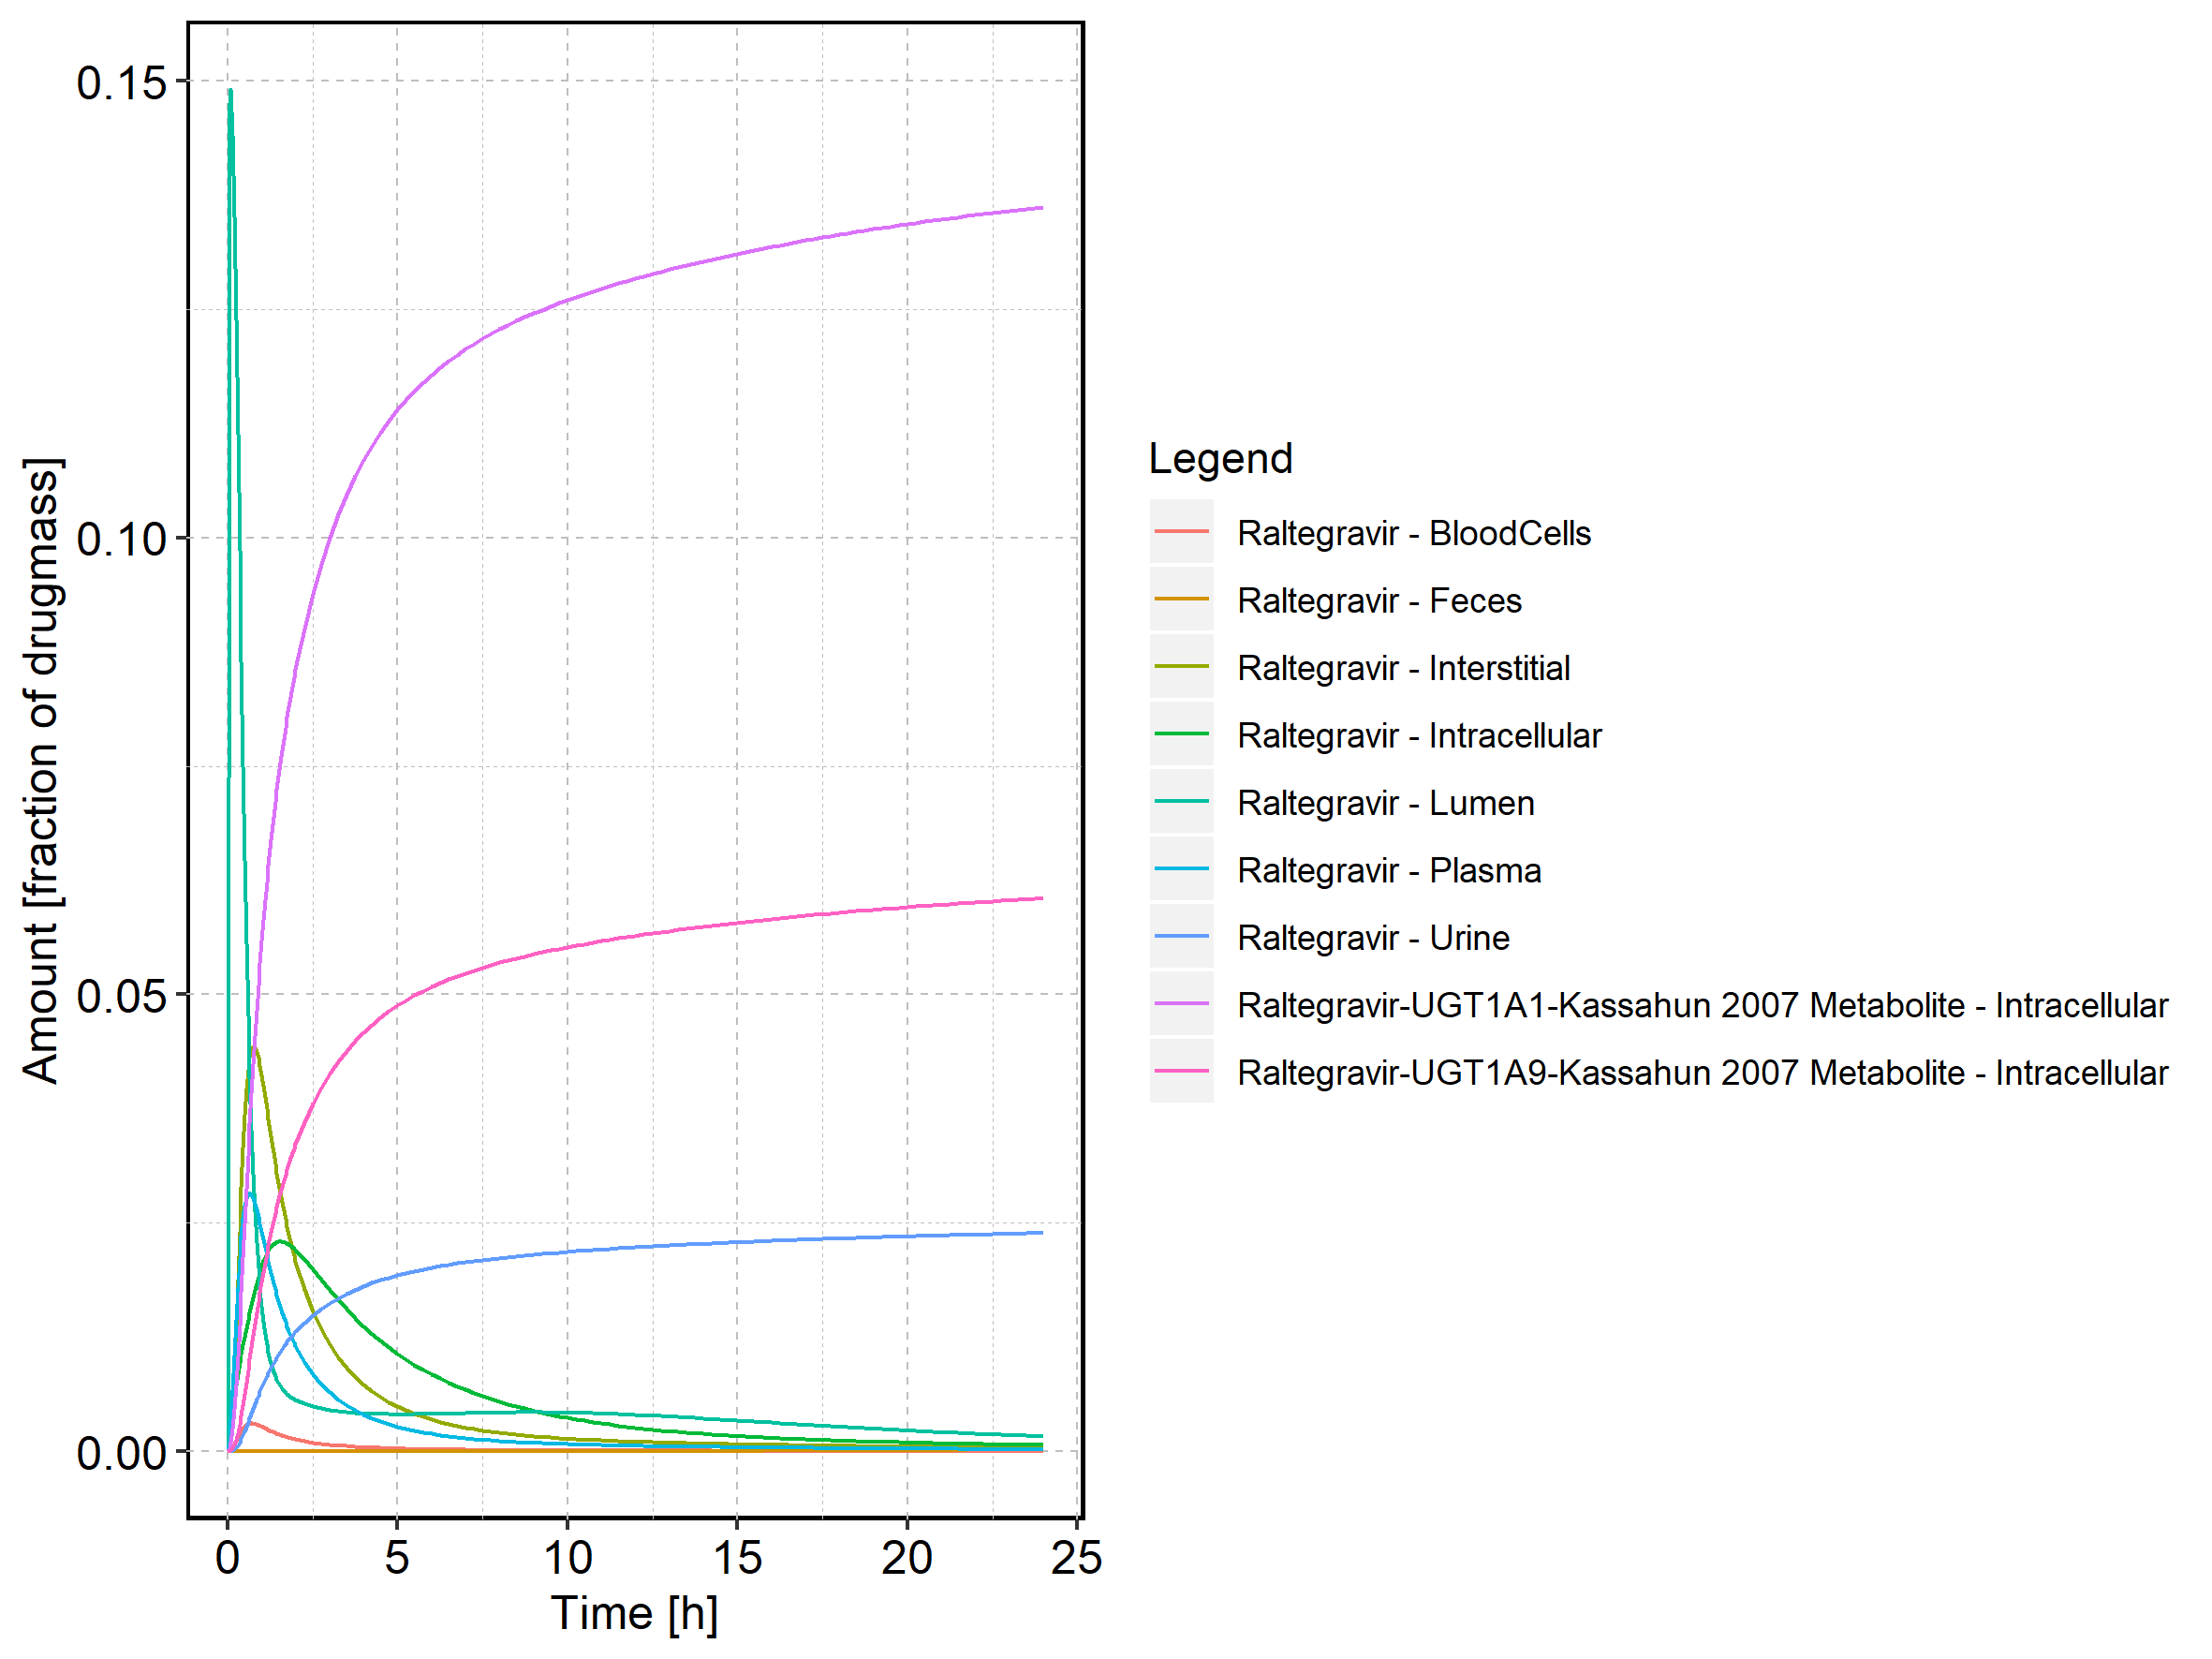 0.15
0.10
0.05
0.00
Amount [fraction of drugmass]
0 5 10 15 20 25
Time [h]
Legend
Raltegravir - BloodCells
Raltegravir - Feces
Raltegravir - Interstitial
Raltegravir - Intracellular
Raltegravir - Lumen
Raltegravir - Plasma
Raltegravir - Urine
Raltegravir-UGT1A1-Kassahun 2007 Metabolite - Intracellular
Raltegravir-UGT1A9-Kassahun 2007 Metabolite - Intracellular